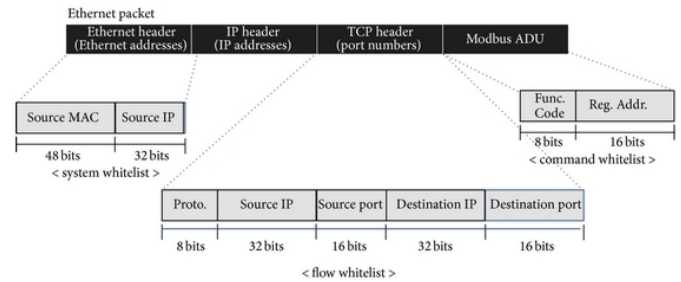 Ethernet packet
Ethernet header
(Ethernet addresses)
IP header
(IP addresses)
TCP header
(port numbers)
Modbus ADU
Source MAC
Source IP
48 bits
32 bits
< system whitelist >
Func.
Code
Reg. Addr.
8 bits
16 bits
< command whitelist >
Proto.
Source IP
Source port
Destination IP
Destination port
8 bits
32 bits
16 bits
32 bits
16 bits
< flow whitelist >